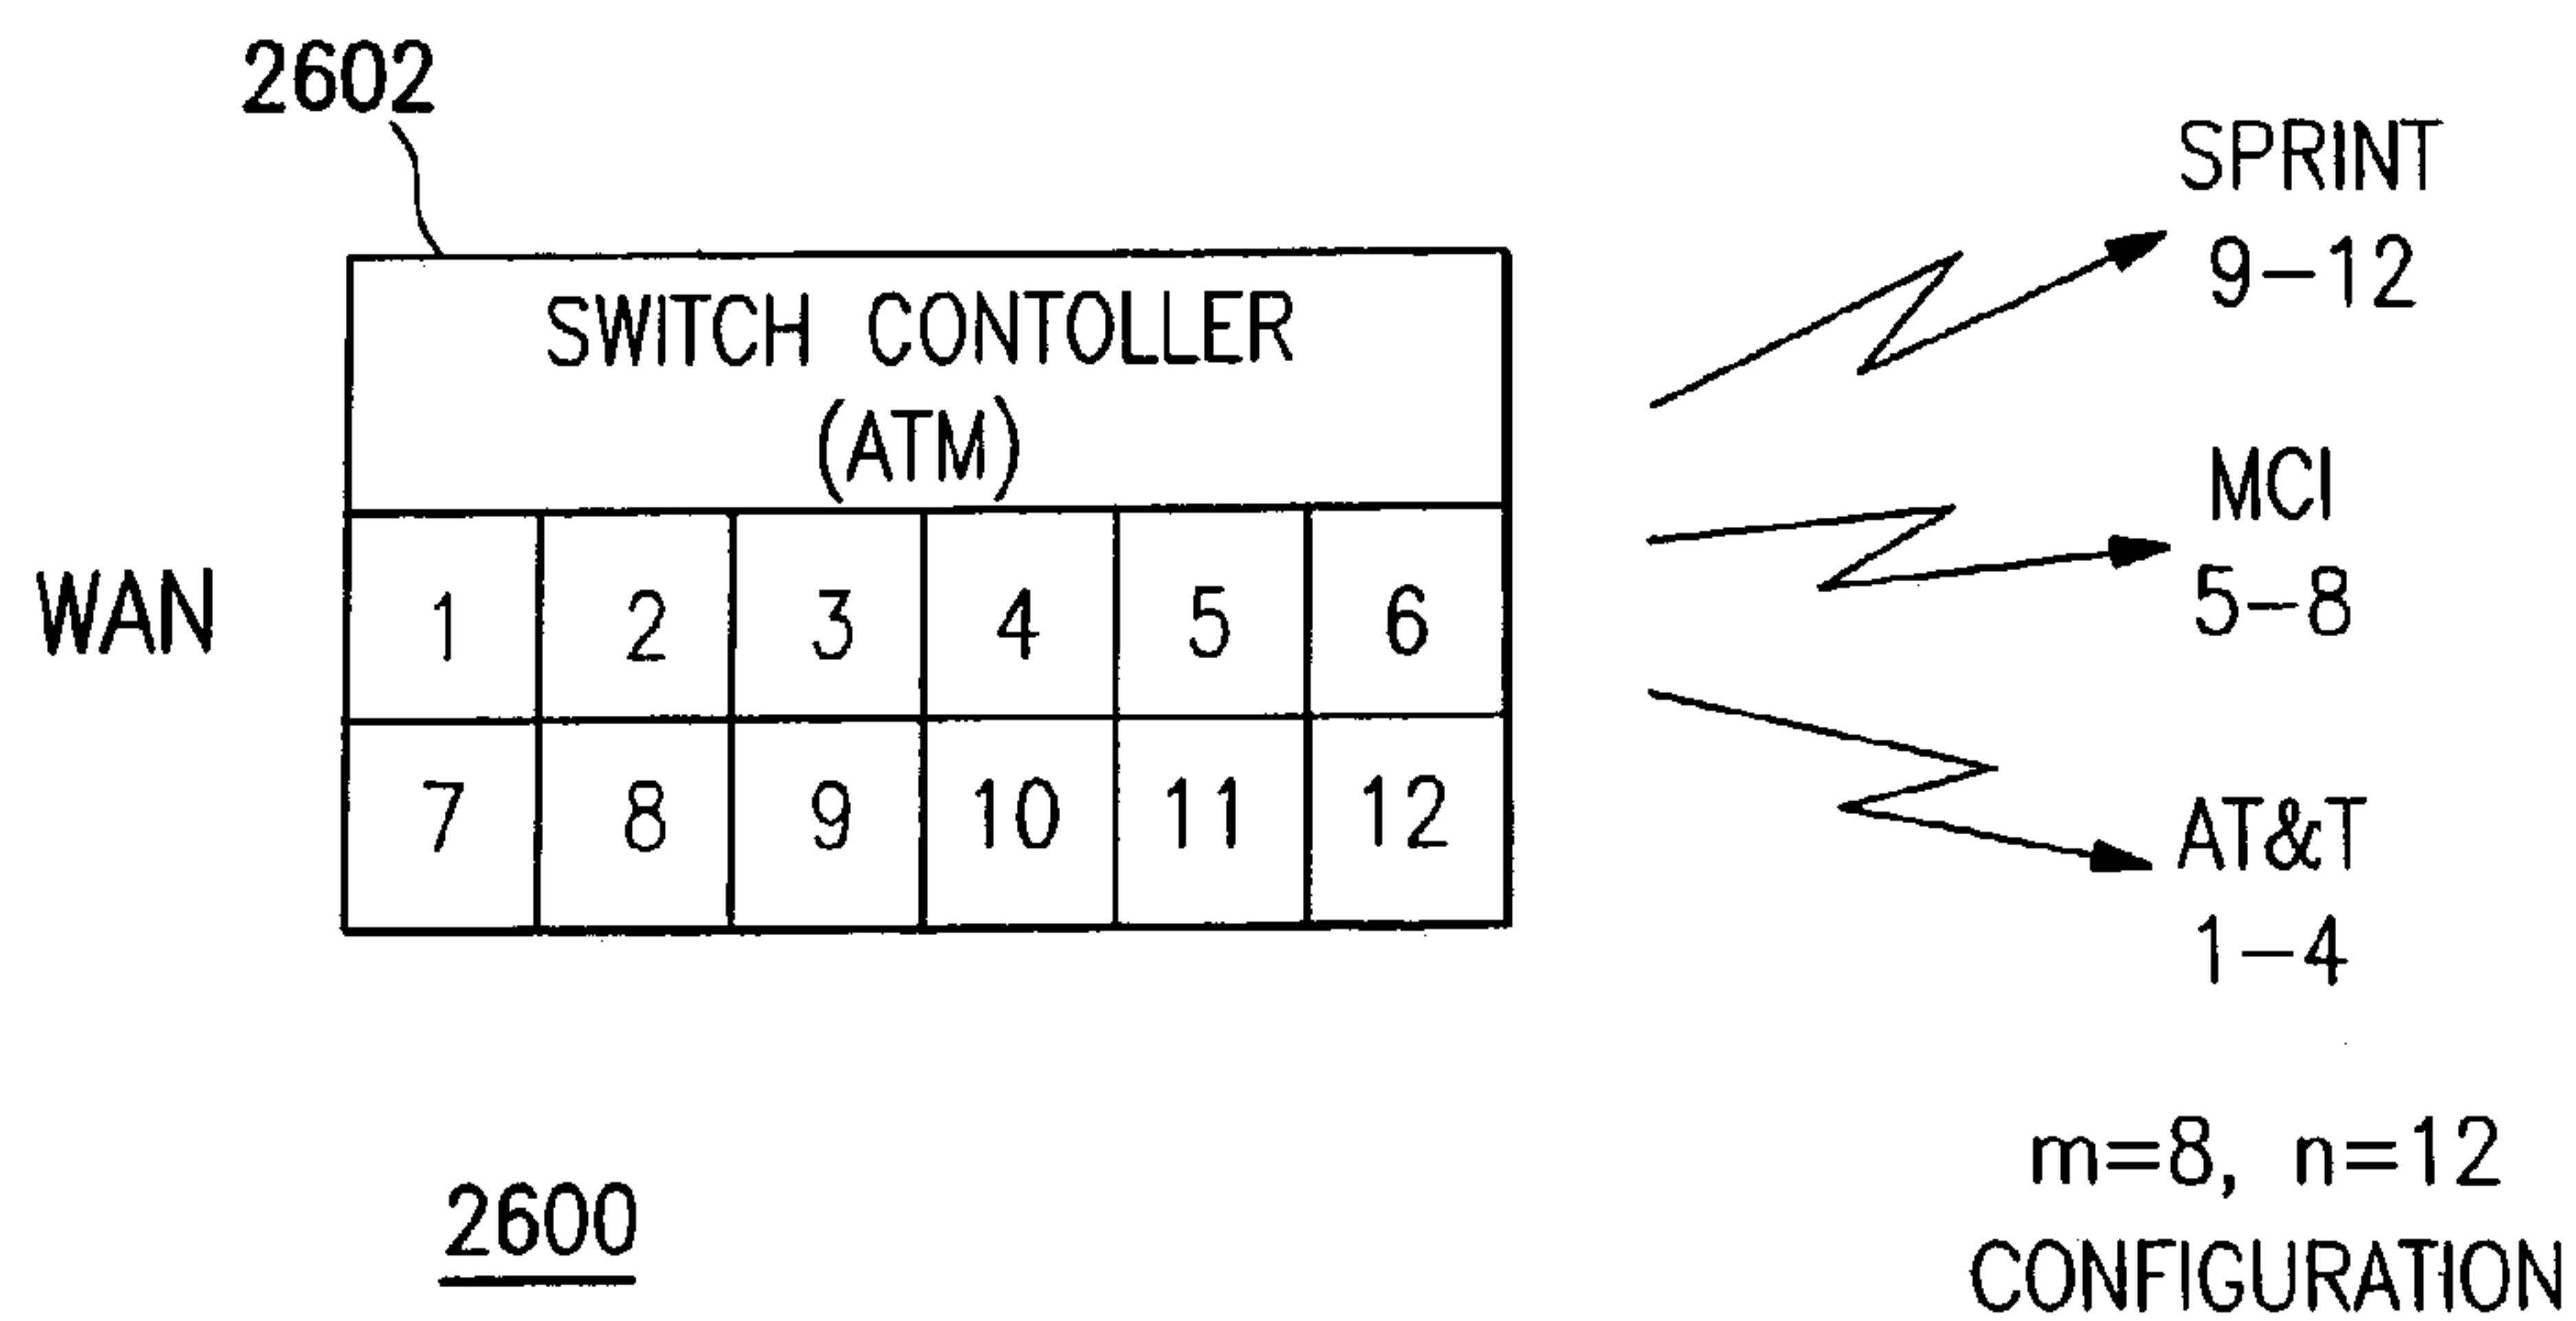 2602
SWITCH CONTOLLER
(ATM)
WAN
1 2 3 4 5 6
7 8 9 10 11 12
SPRINT
9-12
MCI
5-8
AT&T
1-4
m=8, n=12
CONFIGURATION
2600